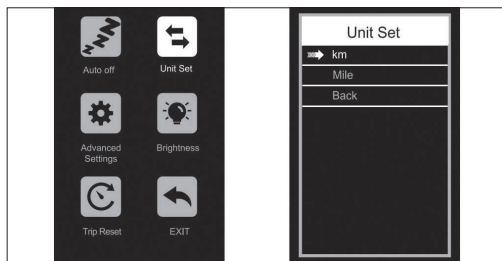 Auto off
Unit Set
Advanced
Settings
Brightness
Trip Reset
EXIT
Unit Set
km
Mile
Back